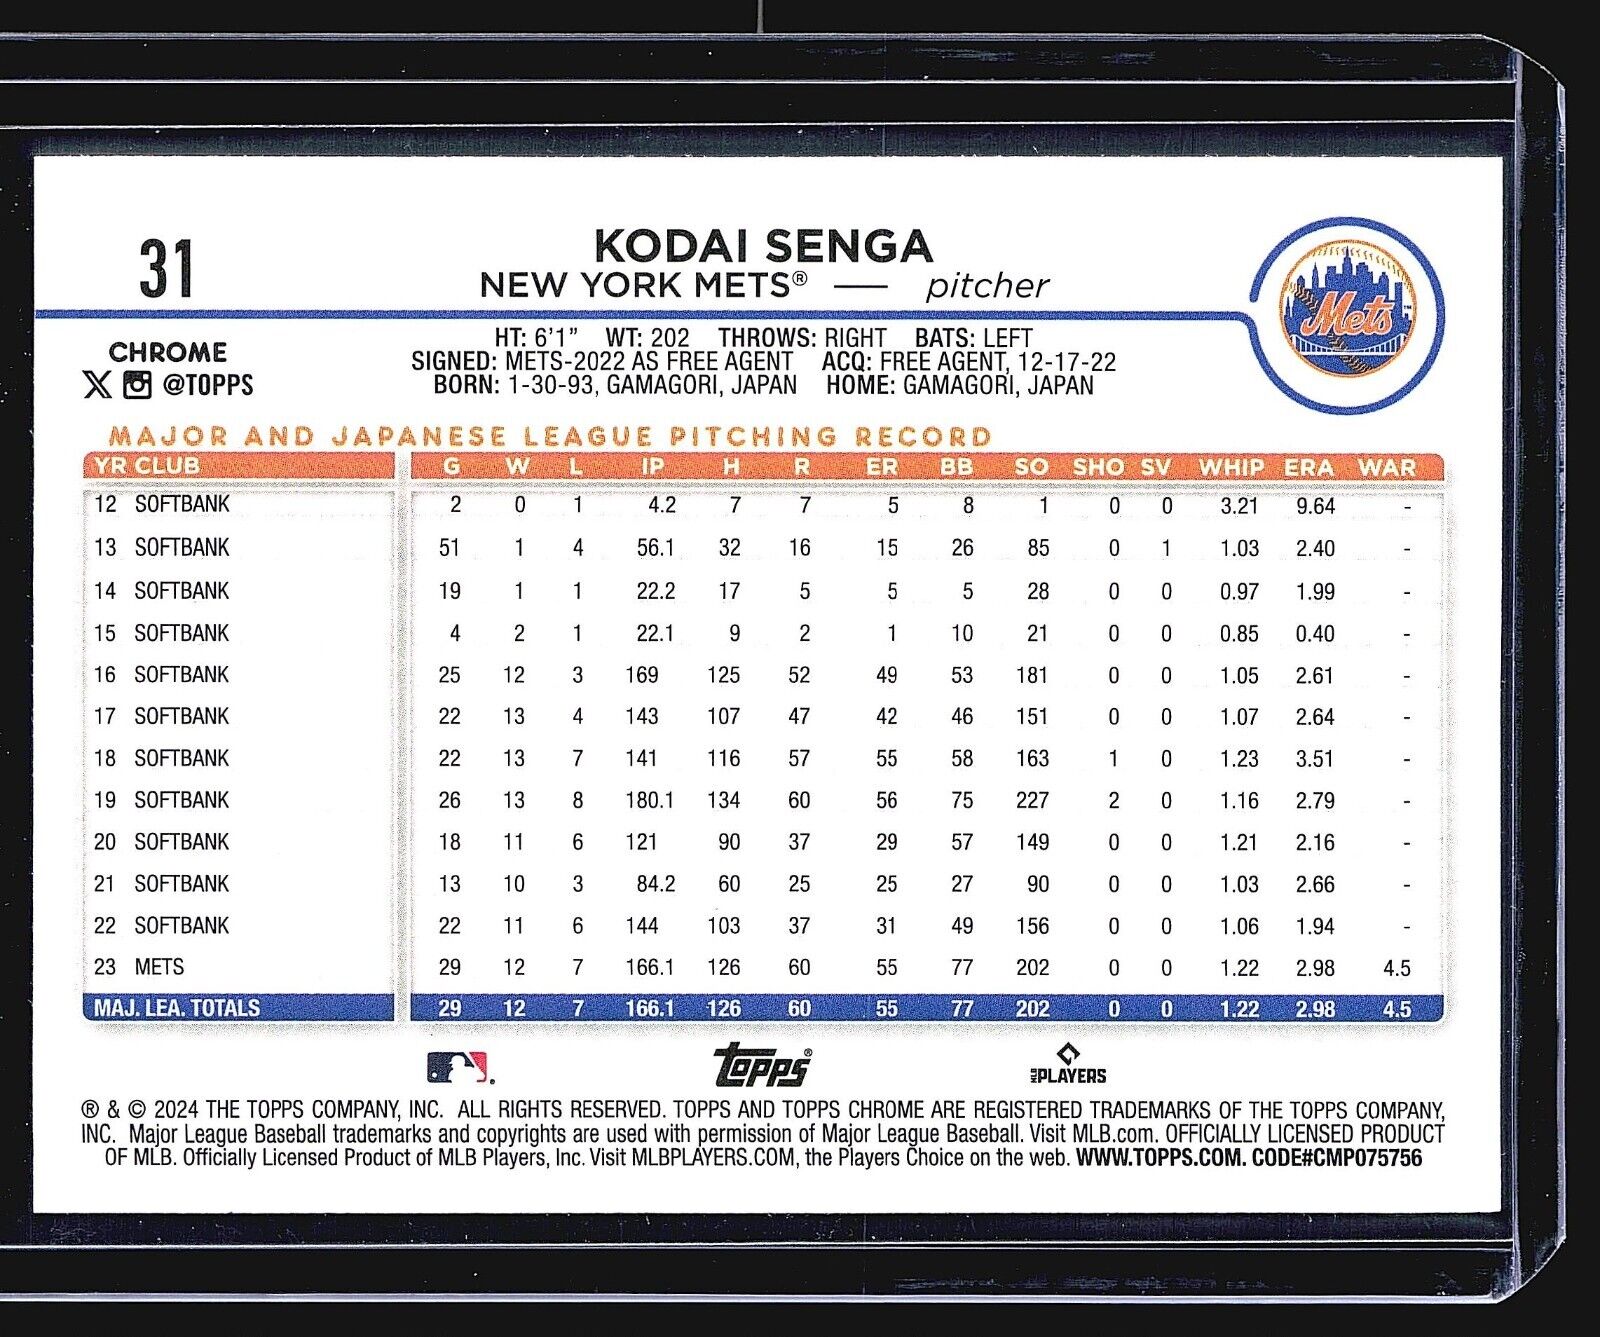 31
KODAI SENGA
NEW YORK METS® — pitcher
Mets
CHROME
@TOPPS
HT: 6'1" WT: 202 THROWS: RIGHT BATS: LEFT
SIGNED: METS-2022 AS FREE AGENT ACQ: FREE AGENT, 12-17-22
BORN: 1-30-93, GAMAGORI, JAPAN HOME: GAMAGORI, JAPAN
MAJOR AND JAPANESE LEAGUE PITCHING RECORD
YR CLUB G W L IP H R ER BB SO SHO SV WHIP ERA WAR
12 SOFTBANK 2 0 1 4.2 7 7 5 8 1 0 0 3.21 9.64 -
13 SOFTBANK 51 1 4 56.1 32 16 15 26 85 0 1 1.03 2.40 -
14 SOFTBANK 19 1 1 22.2 17 5 5 5 28 0 0 0.97 1.99 -
15 SOFTBANK 4 2 1 22.1 9 2 1 10 21 0 0 0.85 0.40 -
16 SOFTBANK 25 12 3 169 125 52 49 53 181 0 0 1.05 2.61 -
17 SOFTBANK 22 13 4 143 107 47 42 46 151 0 0 1.07 2.64 -
18 SOFTBANK 22 13 7 141 116 57 55 58 163 1 0 1.23 3.51 -
19 SOFTBANK 26 13 8 180.1 134 60 56 75 227 2 0 1.16 2.79 -
20 SOFTBANK 18 11 6 121 90 37 29 57 149 0 0 1.21 2.16 -
21 SOFTBANK 13 10 3 84.2 60 25 25 27 90 0 0 1.03 2.66 -
22 SOFTBANK 22 11 6 144 103 37 31 49 156 0 0 1.06 1.94 -
23 METS 29 12 7 166.1 126 60 55 77 202 0 0 1.22 2.98 4.5
MAJ. LEA. TOTALS 29 12 7 166.1 126 60 55 77 202 0 0 1.22 2.98 4.5
topps® MLB PLAYERS
® & © 2024 THE TOPPS COMPANY, INC. ALL RIGHTS RESERVED. TOPPS AND TOPPS CHROME ARE REGISTERED TRADEMARKS OF THE TOPPS COMPANY,
INC. Major League Baseball trademarks and copyrights are used with permission of Major League Baseball. Visit MLB.com. OFFICIALLY LICENSED PRODUCT
OF MLB. Officially Licensed Product of MLB Players, Inc. Visit MLBPLAYERS.COM, the Players Choice on the web. WWW.TOPPS.COM. CODE#CMP075756